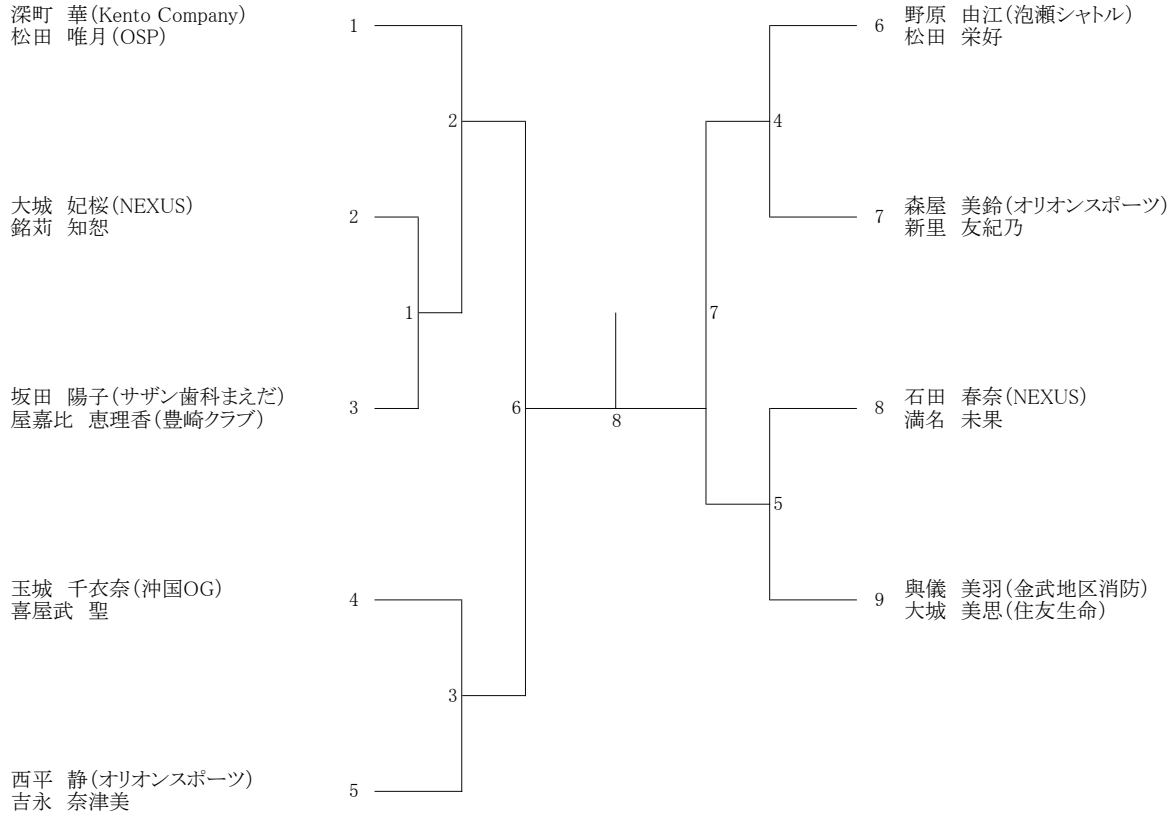 深町　華(Kento Company)
松田　唯月(OSP)
1
2
大城　妃桜(NEXUS)
銘苅　知恕
2
1
坂田　陽子(サザン歯科まえだ)
屋嘉比　恵理香(豊崎クラブ)
3
6
玉城　千衣奈(沖国OG)
喜屋武　聖
4
3
西平　静(オリオンスポーツ)
吉永　奈津美
5
8
6
野原　由江(泡瀬シャトル)
松田　栄好
4
7
森屋　美鈴(オリオンスポーツ)
新里　友紀乃
7
8
石田　春奈(NEXUS)
満名　未果
5
9
與儀　美羽(金武地区消防)
大城　美思(住友生命)